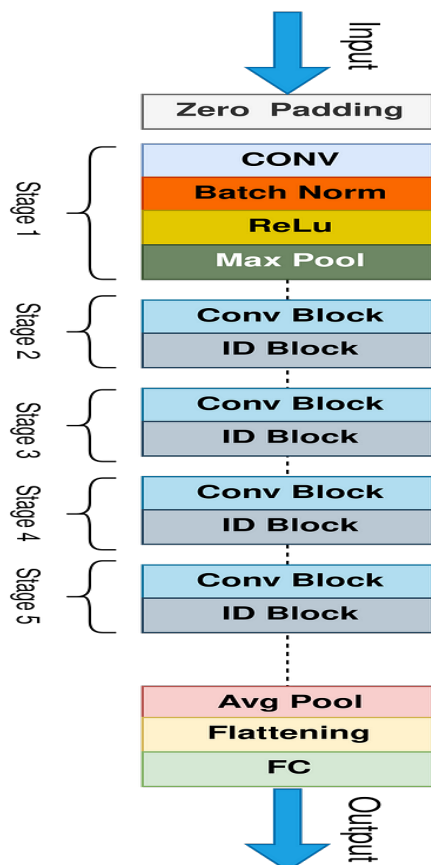 Input
Zero Padding
Stage 1
CONV
Batch Norm
ReLu
Max Pool
Stage 2
Conv Block
ID Block
Stage 3
Conv Block
ID Block
Stage 4
Conv Block
ID Block
Stage 5
Conv Block
ID Block
Avg Pool
Flattening
FC
Output